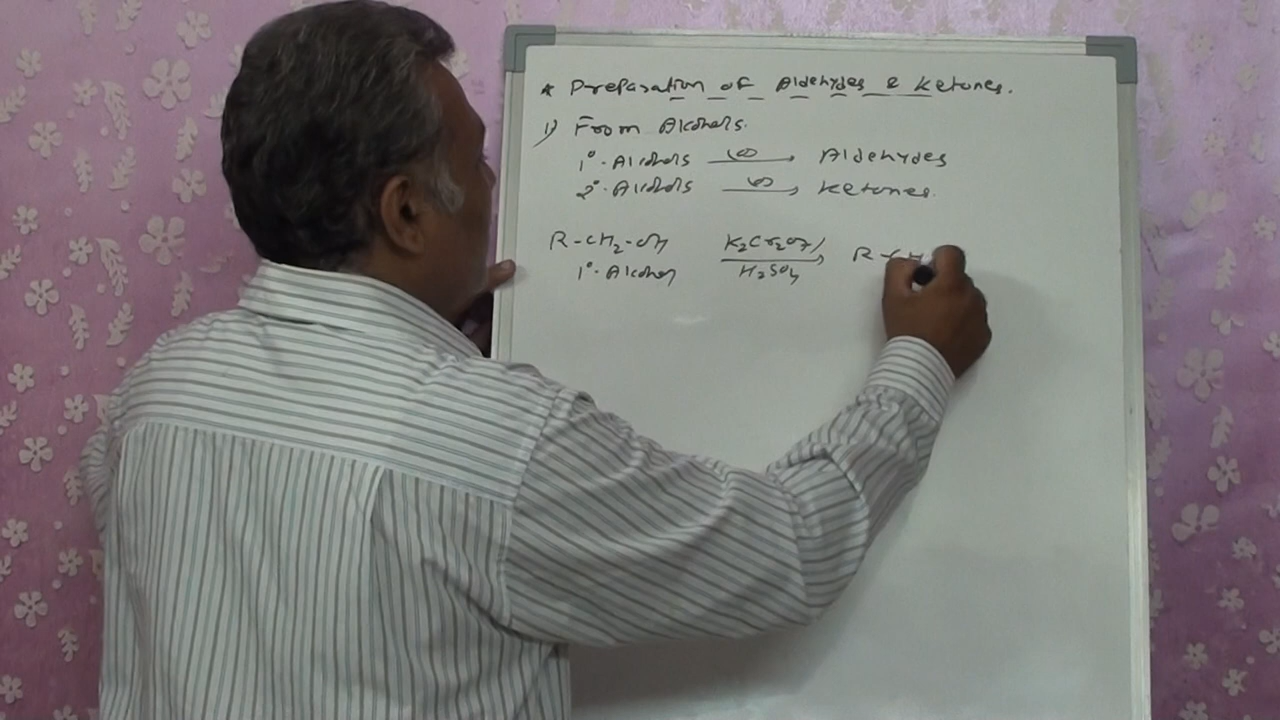 * Preparation of Aldehydes & Ketones.
1) From Alcohols.
1°-Alcohols (O) → Aldehydes
2°-Alcohols (O) → Ketones.
R-CH2-OH K2Cr2O7/ H2SO4 → R-CH
1°-Alcohol